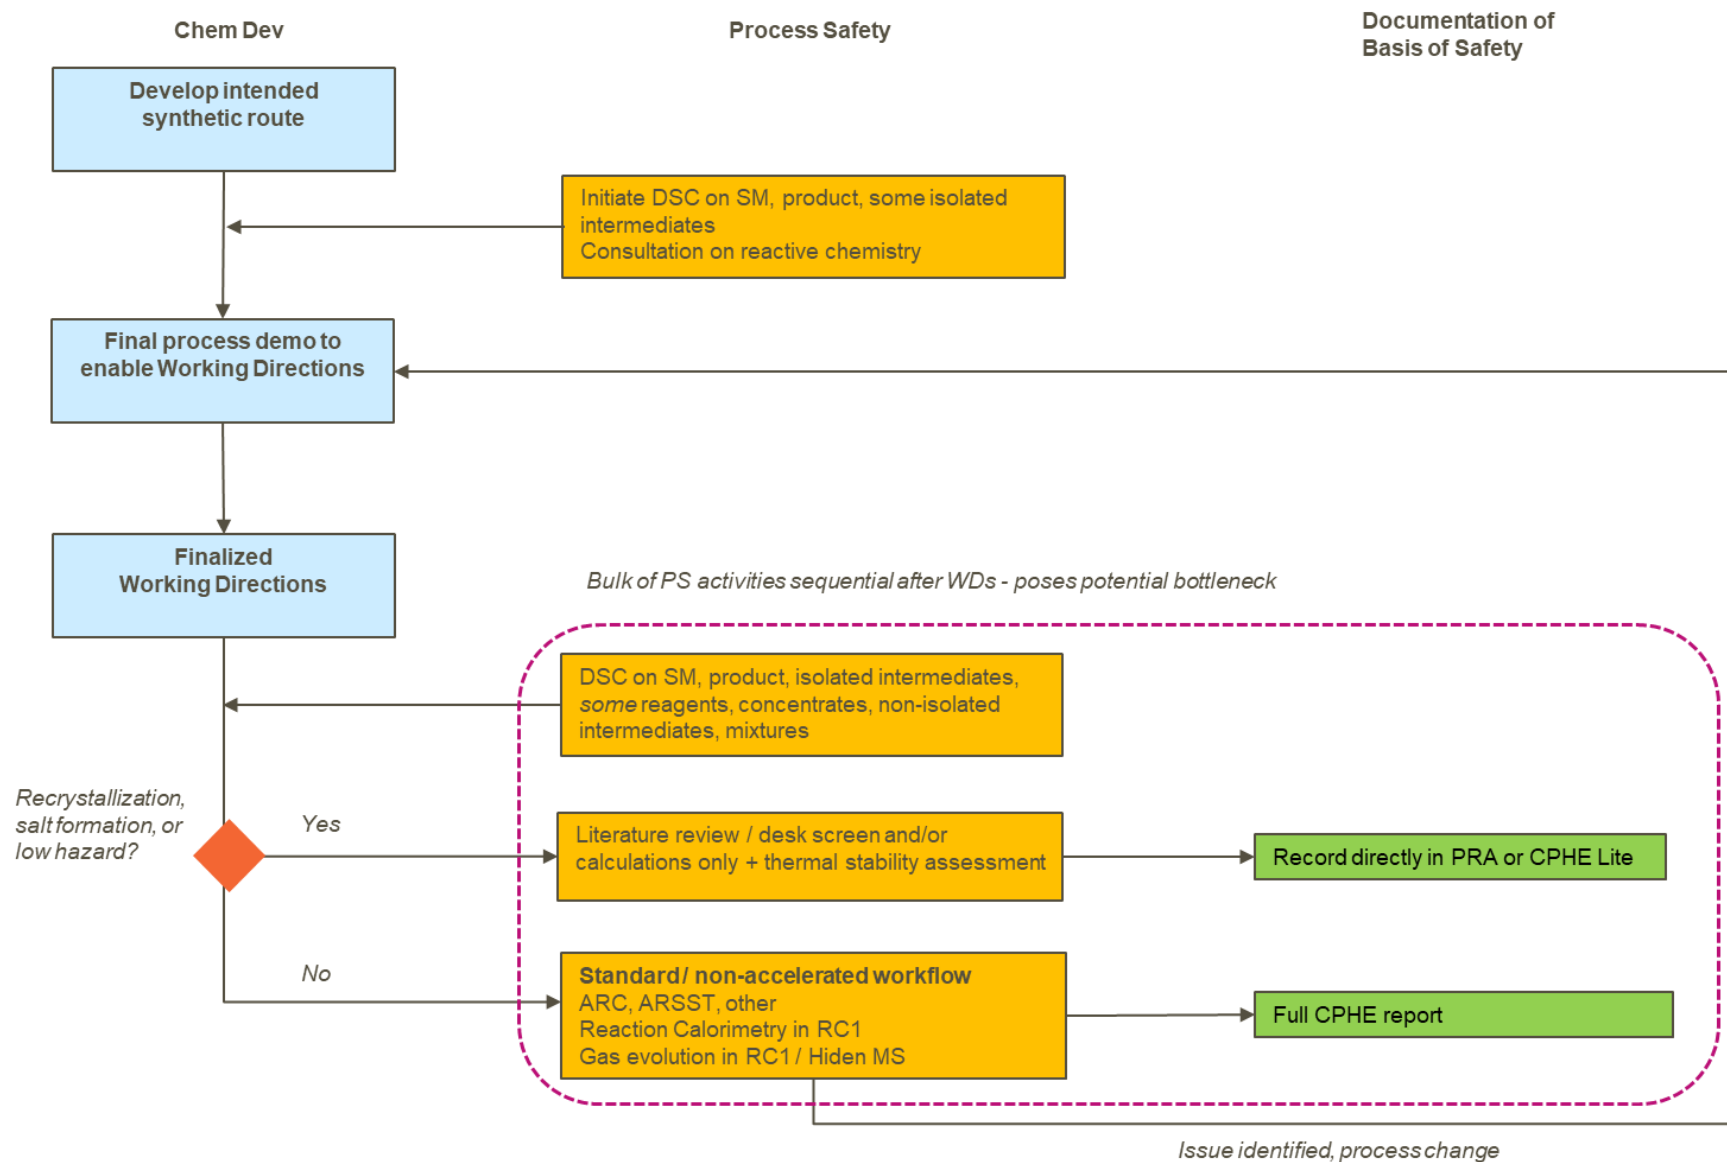 Chem Dev
Process Safety
Documentation of
Basis of Safety
Develop intended
synthetic route
Initiate DSC on SM, product, some isolated
intermediates
Consultation on reactive chemistry
Final process demo to
enable Working Directions
Finalized
Working Directions
Bulk of PS activities sequential after WDs - poses potential bottleneck
DSC on SM, product, isolated intermediates,
some reagents, concentrates, non-isolated
intermediates, mixtures
Recrystallization,
salt formation, or
low hazard?
Yes
Literature review / desk screen and/or
calculations only + thermal stability assessment
Record directly in PRA or CPHE Lite
No
Standard / non-accelerated workflow
ARC, ARSST, other
Reaction Calorimetry in RC1
Gas evolution in RC1 / Hiden MS
Full CPHE report
Issue identified, process change